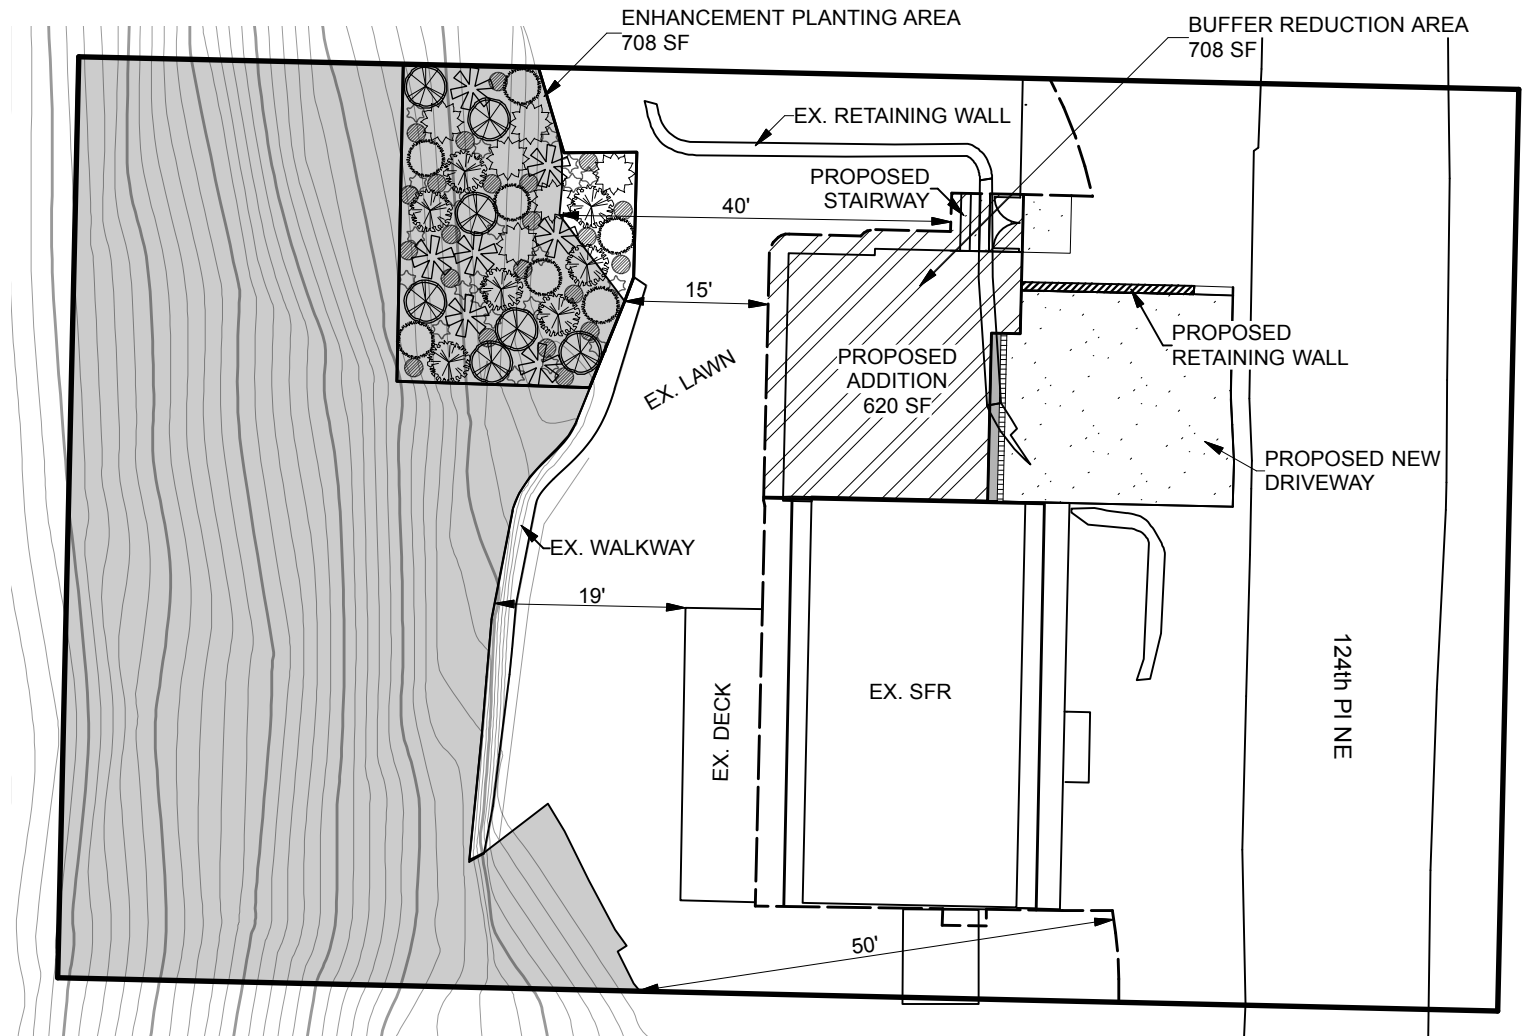 ENHANCEMENT PLANTING AREA
708 SF
BUFFER REDUCTION AREA
708 SF
EX. RETAINING WALL
PROPOSED
STAIRWAY
40'
15'
PROPOSED
RETAINING WALL
PROPOSED
ADDITION
620 SF
EX. LAWN
PROPOSED NEW
DRIVEWAY
EX. WALKWAY
19'
EX. DECK
EX. SFR
124th Pl NE
50'